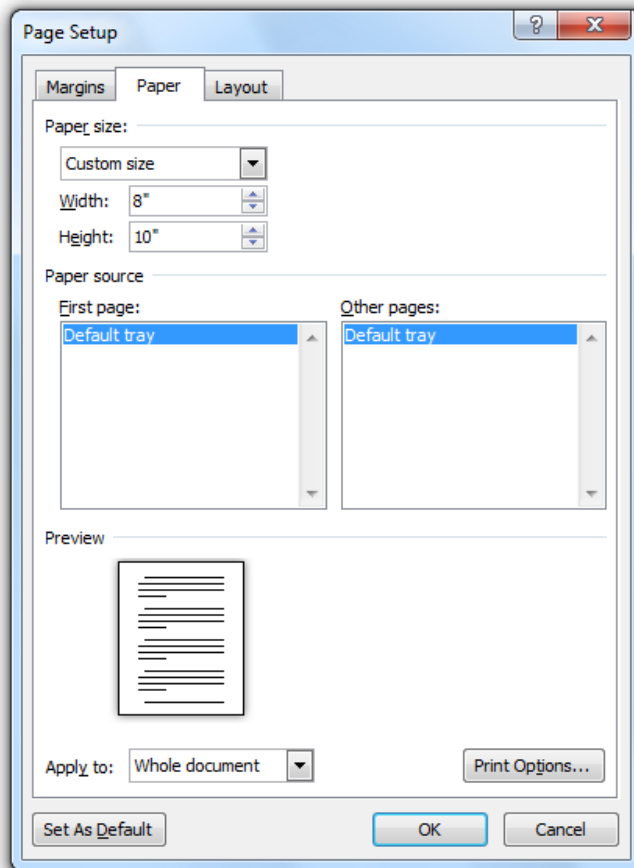 Page Setup
Margins Paper Layout
Paper size:
Custom size
Width: 8"
Height: 10"
Paper source
First page: Other pages:
Default tray Default tray
Preview
Apply to: Whole document Print Options...
Set As Default OK Cancel